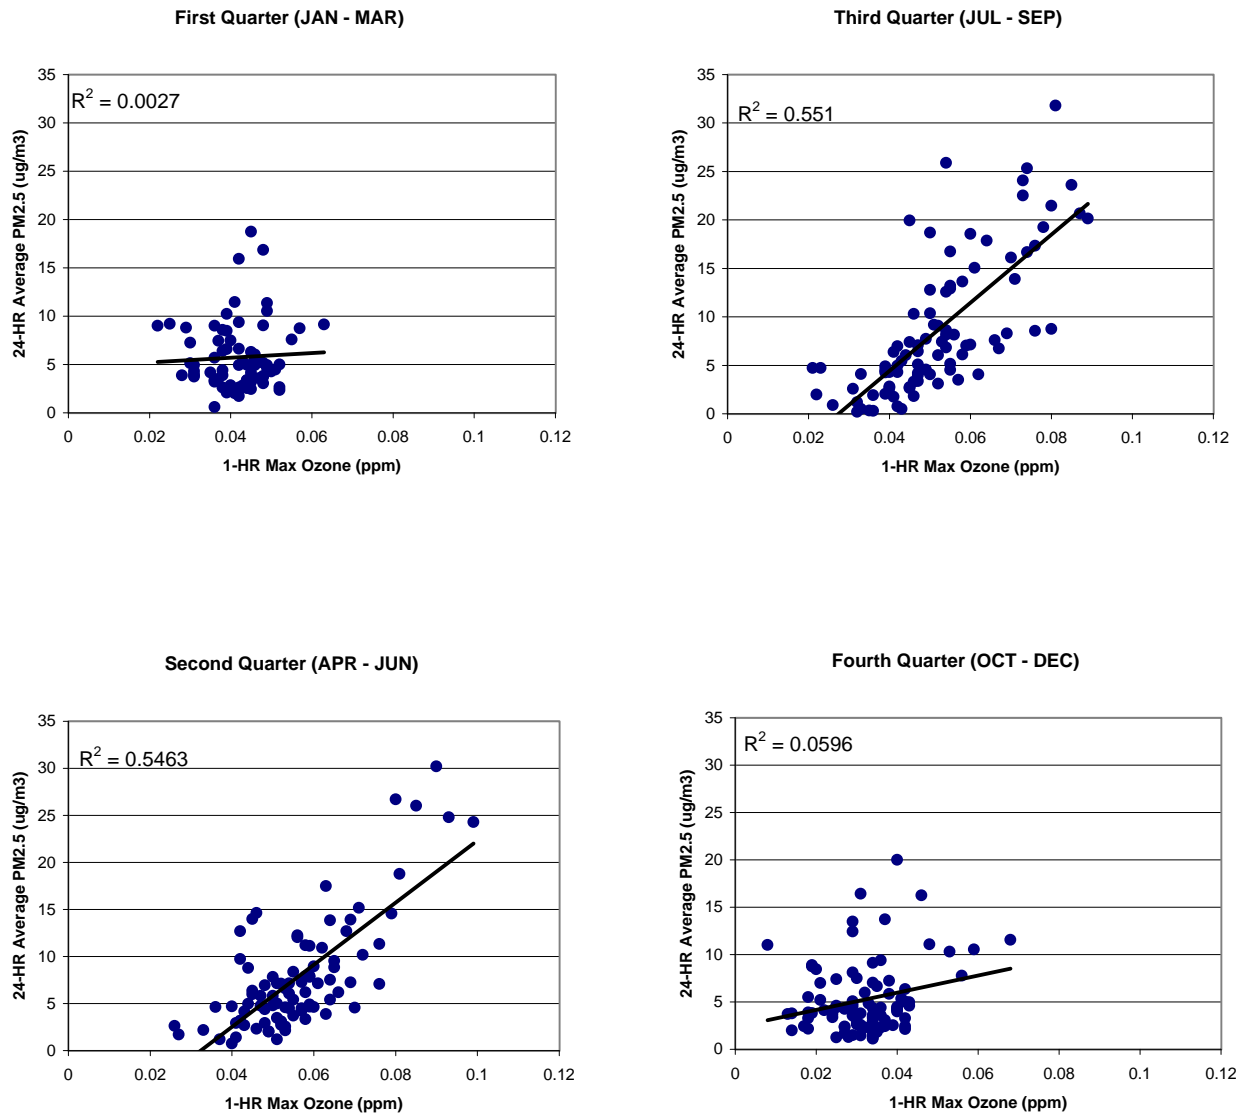 First Quarter (JAN - MAR)
R² = 0.0027
24-HR Average PM2.5 (ug/m3)
35
30
25
20
15
10
5
0
0 0.02 0.04 0.06 0.08 0.1 0.12
1-HR Max Ozone (ppm)
Third Quarter (JUL - SEP)
R² = 0.551
24-HR Average PM2.5 (ug/m3)
35
30
25
20
15
10
5
0
0 0.02 0.04 0.06 0.08 0.1 0.12
1-HR Max Ozone (ppm)
Second Quarter (APR - JUN)
R² = 0.5463
24-HR Average PM2.5 (ug/m3)
35
30
25
20
15
10
5
0
0 0.02 0.04 0.06 0.08 0.1 0.12
1-HR Max Ozone (ppm)
Fourth Quarter (OCT - DEC)
R² = 0.0596
24-HR Average PM2.5 (ug/m3)
35
30
25
20
15
10
5
0
0 0.02 0.04 0.06 0.08 0.1 0.12
1-HR Max Ozone (ppm)